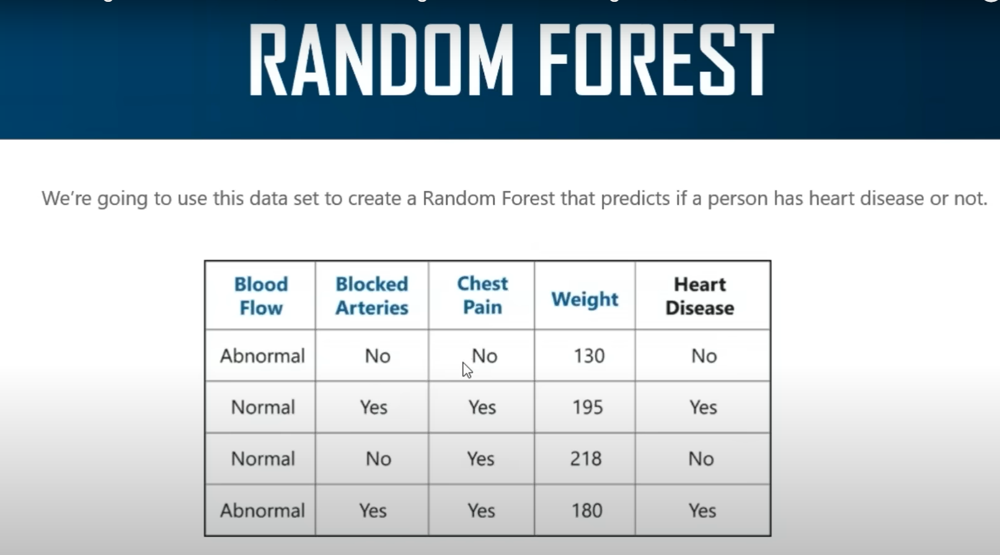 RANDOM FOREST
We're going to use this data set to create a Random Forest that predicts if a person has heart disease or not.
Blood Flow Blocked Arteries Chest Pain Weight Heart Disease
Abnormal No No 130 No
Normal Yes Yes 195 Yes
Normal No Yes 218 No
Abnormal Yes Yes 180 Yes